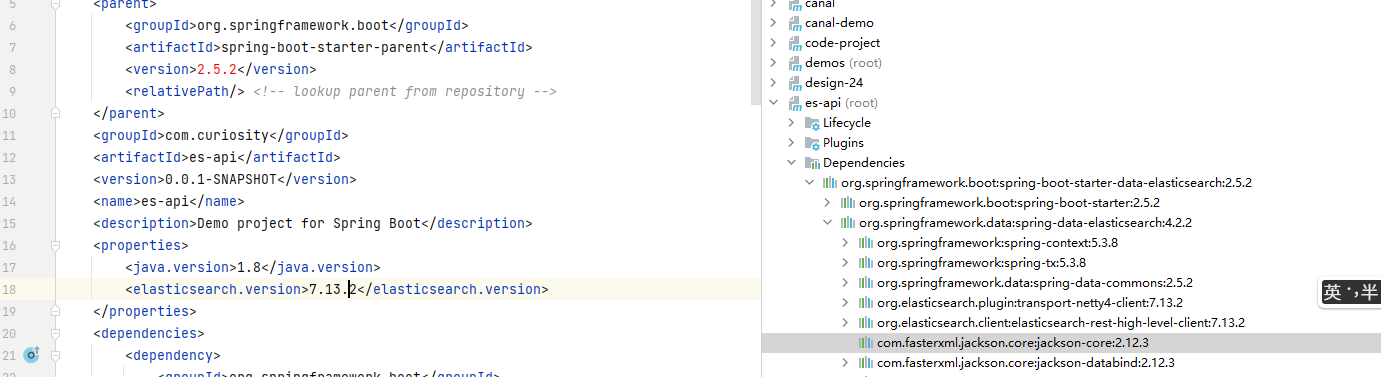 5 <parent>
6 <groupId>org.springframework.boot</groupId>
7 <artifactId>spring-boot-starter-parent</artifactId>
8 <version>2.5.2</version>
9 <relativePath/> <!-- lookup parent from repository -->
10 </parent>
11 <groupId>com.curiosity</groupId>
12 <artifactId>es-api</artifactId>
13 <version>0.0.1-SNAPSHOT</version>
14 <name>es-api</name>
15 <description>Demo project for Spring Boot</description>
16 <properties>
17 <java.version>1.8</java.version>
18 <elasticsearch.version>7.13.2</elasticsearch.version>
19 </properties>
20 <dependencies>
21 <dependency>
<groupId>org.springframework.boot</groupId>
canal
canal-demo
code-project
demos (root)
design-24
es-api (root)
Lifecycle
Plugins
Dependencies
org.springframework.boot:spring-boot-starter-data-elasticsearch:2.5.2
org.springframework.boot:spring-boot-starter:2.5.2
org.springframework.data:spring-data-elasticsearch:4.2.2
org.springframework:spring-context:5.3.8
org.springframework:spring-tx:5.3.8
org.springframework.data:spring-data-commons:2.5.2
org.elasticsearch.plugin:transport-netty4-client:7.13.2
org.elasticsearch.client:elasticsearch-rest-high-level-client:7.13.2
com.fasterxml.jackson.core:jackson-core:2.12.3
com.fasterxml.jackson.core:jackson-databind:2.12.3
英 半